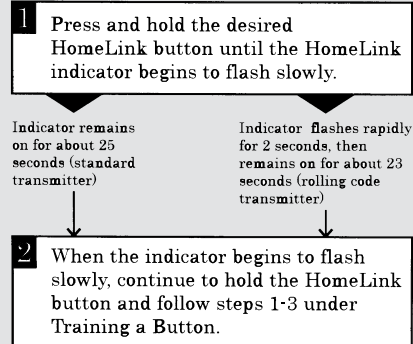 1
Press and hold the desired
HomeLink button until the HomeLink
indicator begins to flash slowly.
Indicator remains
on for about 25
seconds (standard
transmitter)
Indicator flashes rapidly
for 2 seconds, then
remains on for about 23
seconds (rolling code
transmitter)
2
When the indicator begins to flash
slowly, continue to hold the HomeLink
button and follow steps 1-3 under
Training a Button.